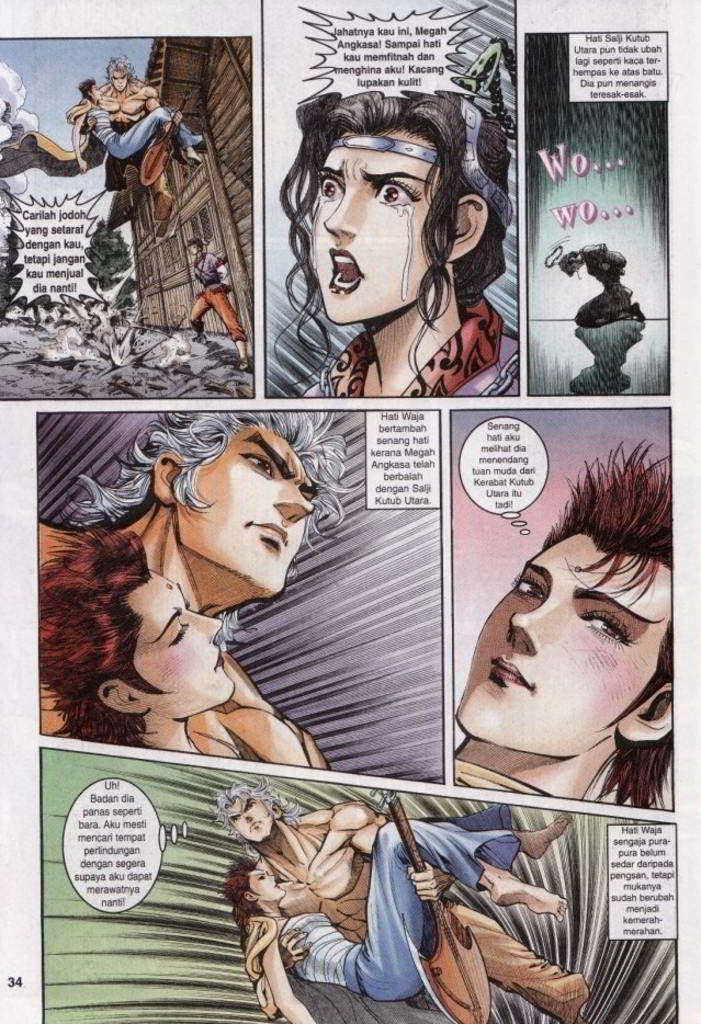 Carilah jodoh
yang setaraf
dengan kau,
tetapi jangan
kau menjual
dia nanti!
Jahatnya kau ini, Megah
Angkasa! Sampai hati
kau memfitnah dan
menghina aku! Kacang
lupakan kulit!
Hati Salji Kutub
Utara pun tidak ubah
lagi seperti kaca ter-
hempas ke atas batu.
Dia pun menangis
teresak-esak.
WO...
WO...
Hati Waja
bertambah
senang hati
kerana Megah
Angkasa telah
berbalah
dengan Salji
Kutub Utara.
Senang
hati aku
melihat dia
menendang
tuan muda dari
Kerabat Kutub
Utara itu
tadi!
Uh!
Badan dia
panas seperti
bara. Aku mesti
mencari tempat
perlindungan
dengan segera
supaya aku dapat
merawatnya
nanti!
Hati Waja
sengaja pura-
pura belum
sedar daripada
pengsan, tetapi
mukanya
sudah berubah
menjadi
kemerah-
merahan.
34